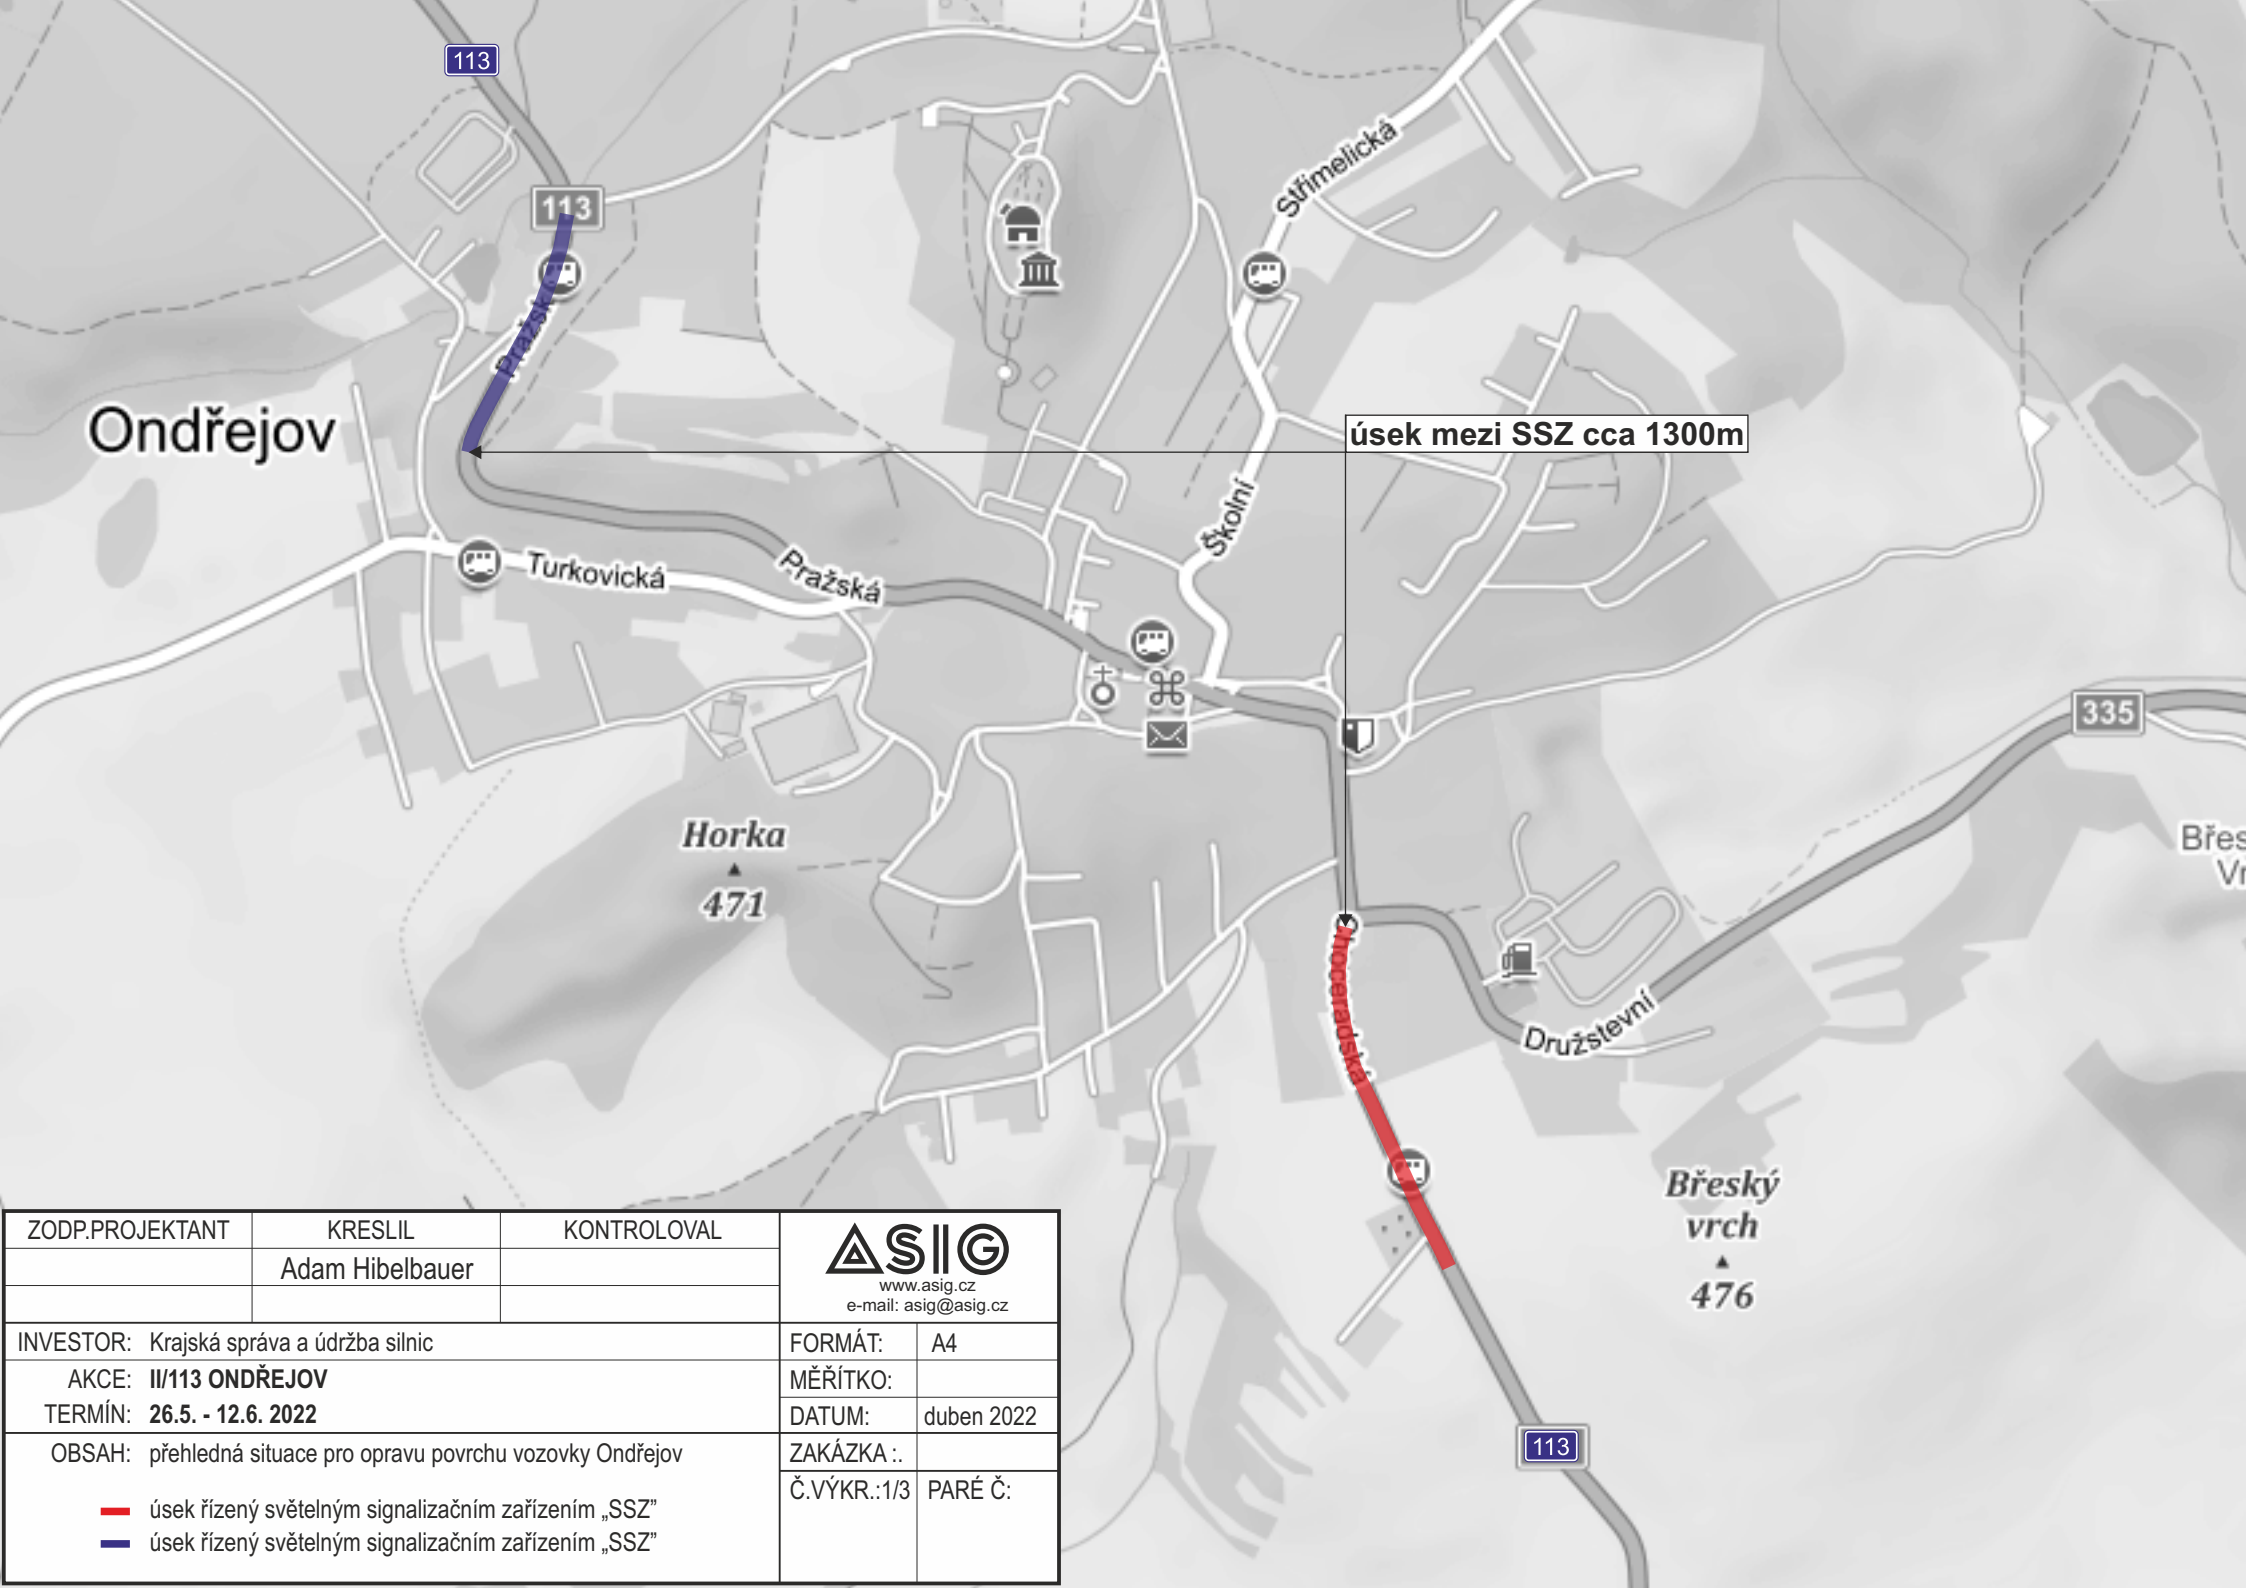 113
113
Střimelická
Pražsk
Ondřejov
úsek mezi SSZ cca 1300m
Školní
Turkovická
Pražská
335
Horka
471
Družstevní
Břes
Vr
Břeský
vrch
476
113
ZODP.PROJEKTANT KRESLIL KONTROLOVAL
Adam Hibelbauer
ASIG
www.asig.cz
e-mail: asig@asig.cz
INVESTOR: Krajská správa a údržba silnic
FORMÁT: A4
AKCE: II/113 ONDŘEJOV
MĚŘÍTKO:
TERMÍN: 26.5. - 12.6. 2022
DATUM: duben 2022
OBSAH: přehledná situace pro opravu povrchu vozovky Ondřejov
ZAKÁZKA :.
Č.VÝKR.:1/3 PARÉ Č:
úsek řízený světelným signalizačním zařízením „SSZ”
úsek řízený světelným signalizačním zařízením „SSZ”